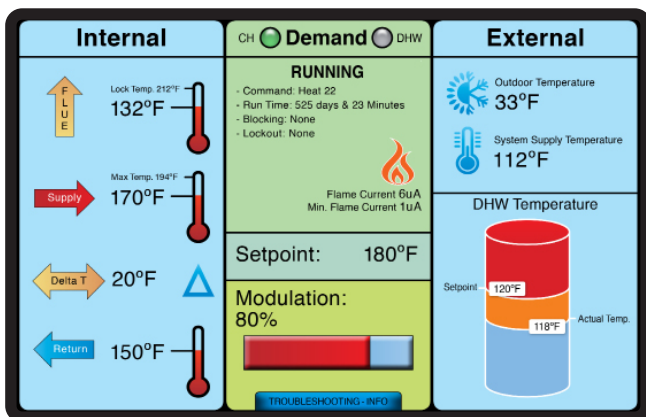 Internal
FLUE
Lock Temp. 212°F
132°F
Max Temp. 194°F
Supply
170°F
Delta T
20°F
Return
150°F
CH Demand DHW
RUNNING
- Command: Heat 22
- Run Time: 525 days & 23 Minutes
- Blocking: None
- Lockout: None
Flame Current 6uA
Min. Flame Current 1uA
Setpoint: 180°F
Modulation:
80%
TROUBLESHOOTING - INFO
External
Outdoor Temperature
33°F
System Supply Temperature
112°F
DHW Temperature
Setpoint 120°F
118°F Actual Temp.